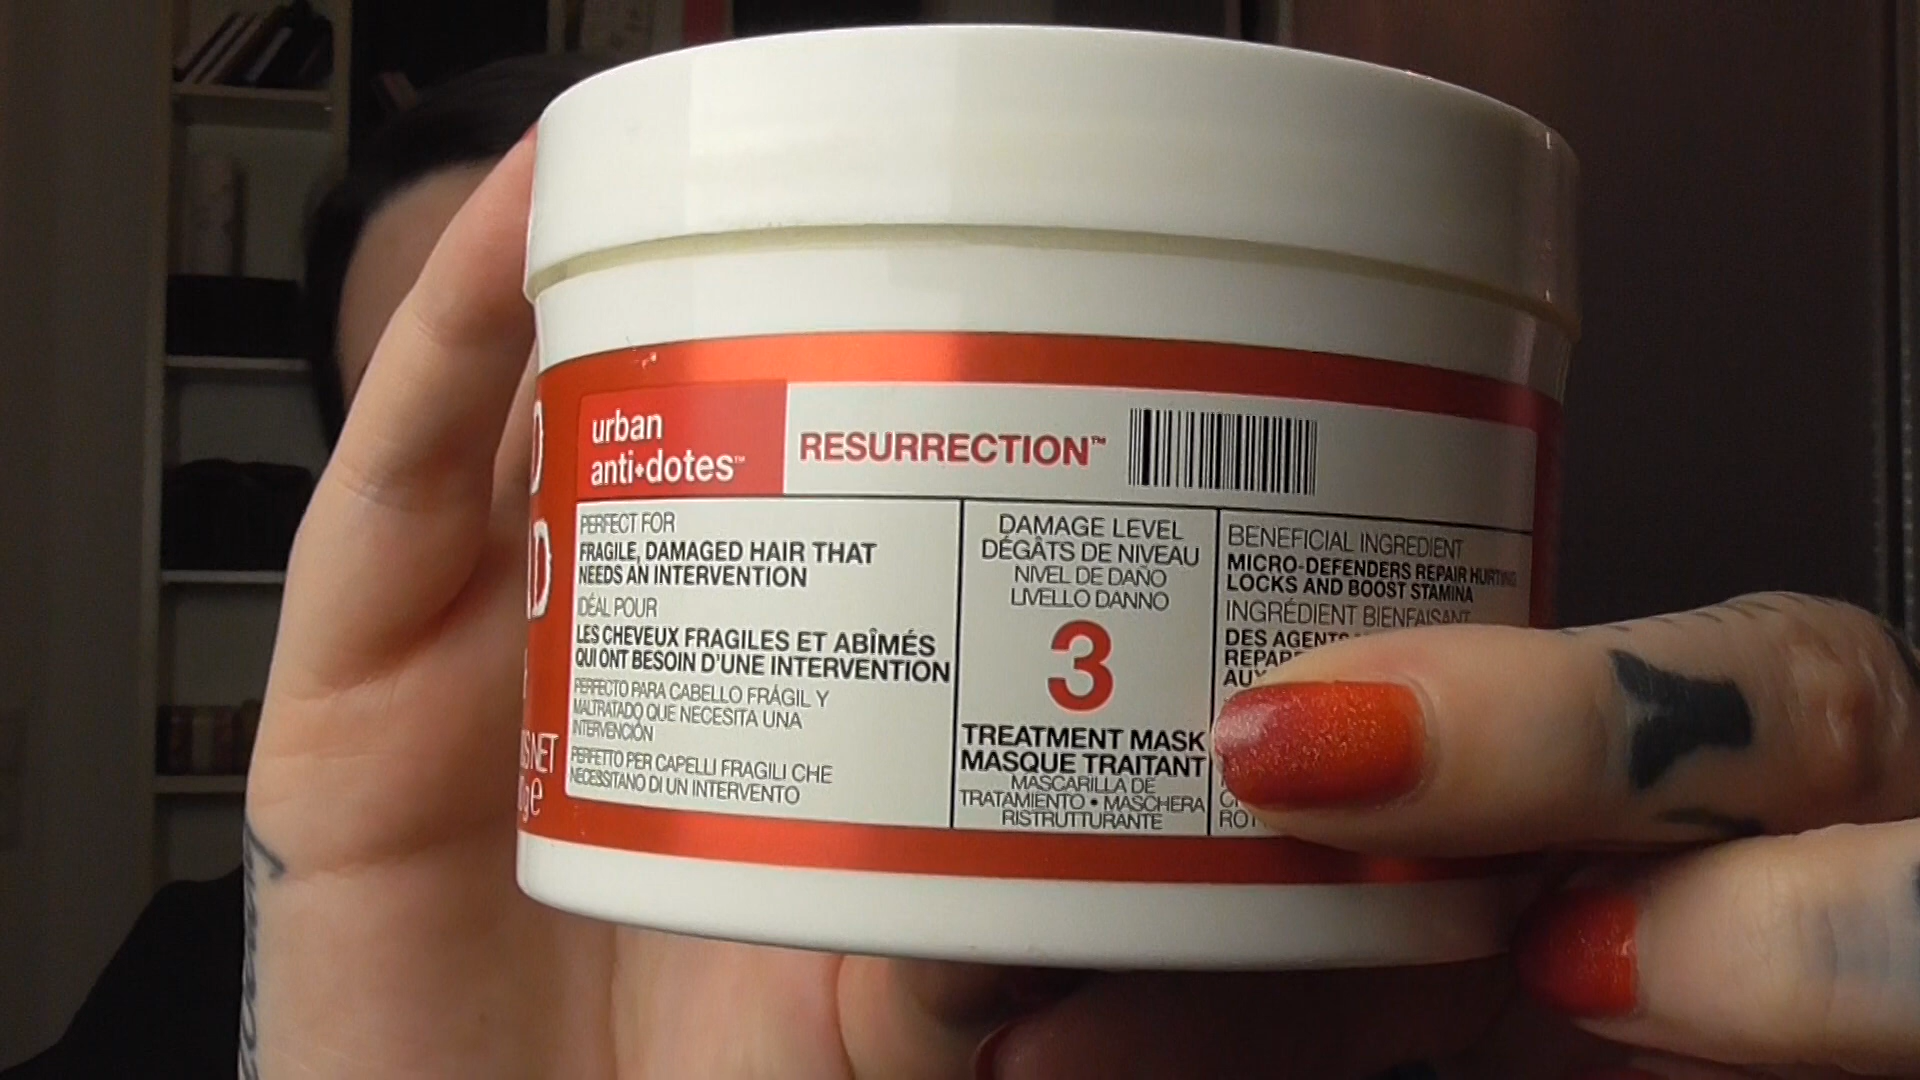 urban
anti•dotes™
RESURRECTION™
PERFECT FOR
FRAGILE, DAMAGED HAIR THAT
NEEDS AN INTERVENTION
IDÉAL POUR
LES CHEVEUX FRAGILES ET ABÎMÉS
QUI ONT BESOIN D'UNE INTERVENTION
PERFECTO PARA CABELLO FRÁGIL Y
MALTRATADO QUE NECESITA UNA
INTERVENCIÓN
PERFETTO PER CAPELLI FRAGILI CHE
NECESSITANO DI UN INTERVENTO
DAMAGE LEVEL
DÉGÂTS DE NIVEAU
NIVEL DE DAÑO
LIVELLO DANNO
3
TREATMENT MASK
MASQUE TRAITANT
MASCARILLA DE
TRATAMIENTO • MASCHERA
RISTRUTTURANTE
BENEFICIAL INGREDIENT
MICRO-DEFENDERS REPAIR HURTING
LOCKS AND BOOST STAMINA
INGRÉDIENT BIENFAISANT
DES AGENTS
NET
e